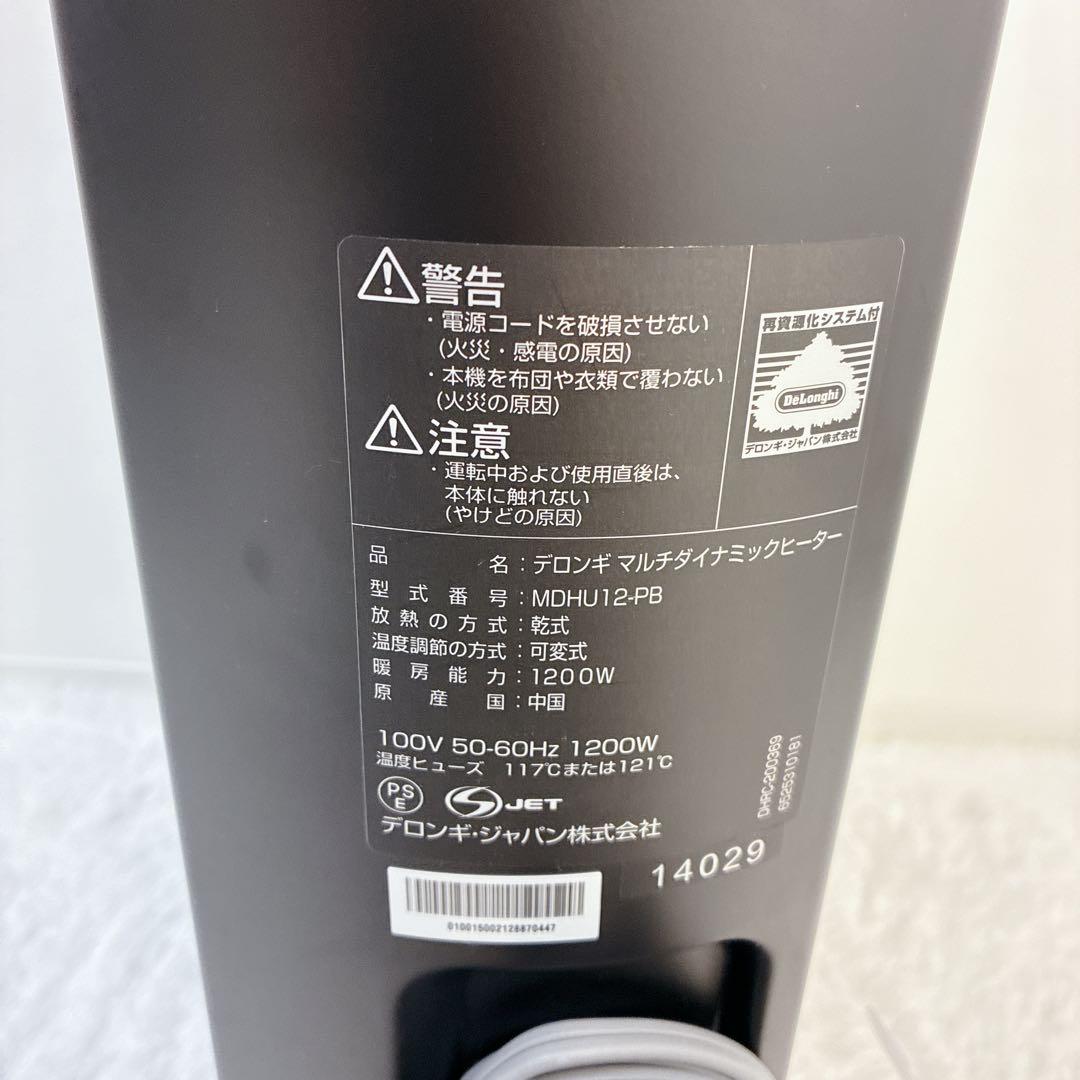 警告
・電源コードを破損させない
(火災・感電の原因)
・本機を布団や衣類で覆わない
(火災の原因)
注意
・運転中および使用直後は、
本体に触れない
(やけどの原因)
再資源化システム付
DeLonghi
デロンギ・ジャパン株式会社
品名：デロンギ マルチダイナミックヒーター
型式番号：MDHU12-PB
放熱の方式：乾式
温度調節の方式：可変式
暖房能力：1200W
原産国：中国
100V 50-60Hz 1200W
温度ヒューズ 117℃または121℃
PSE
JET
デロンギ・ジャパン株式会社
DHRC-200369
6525310181
14029
01001500212887044​7